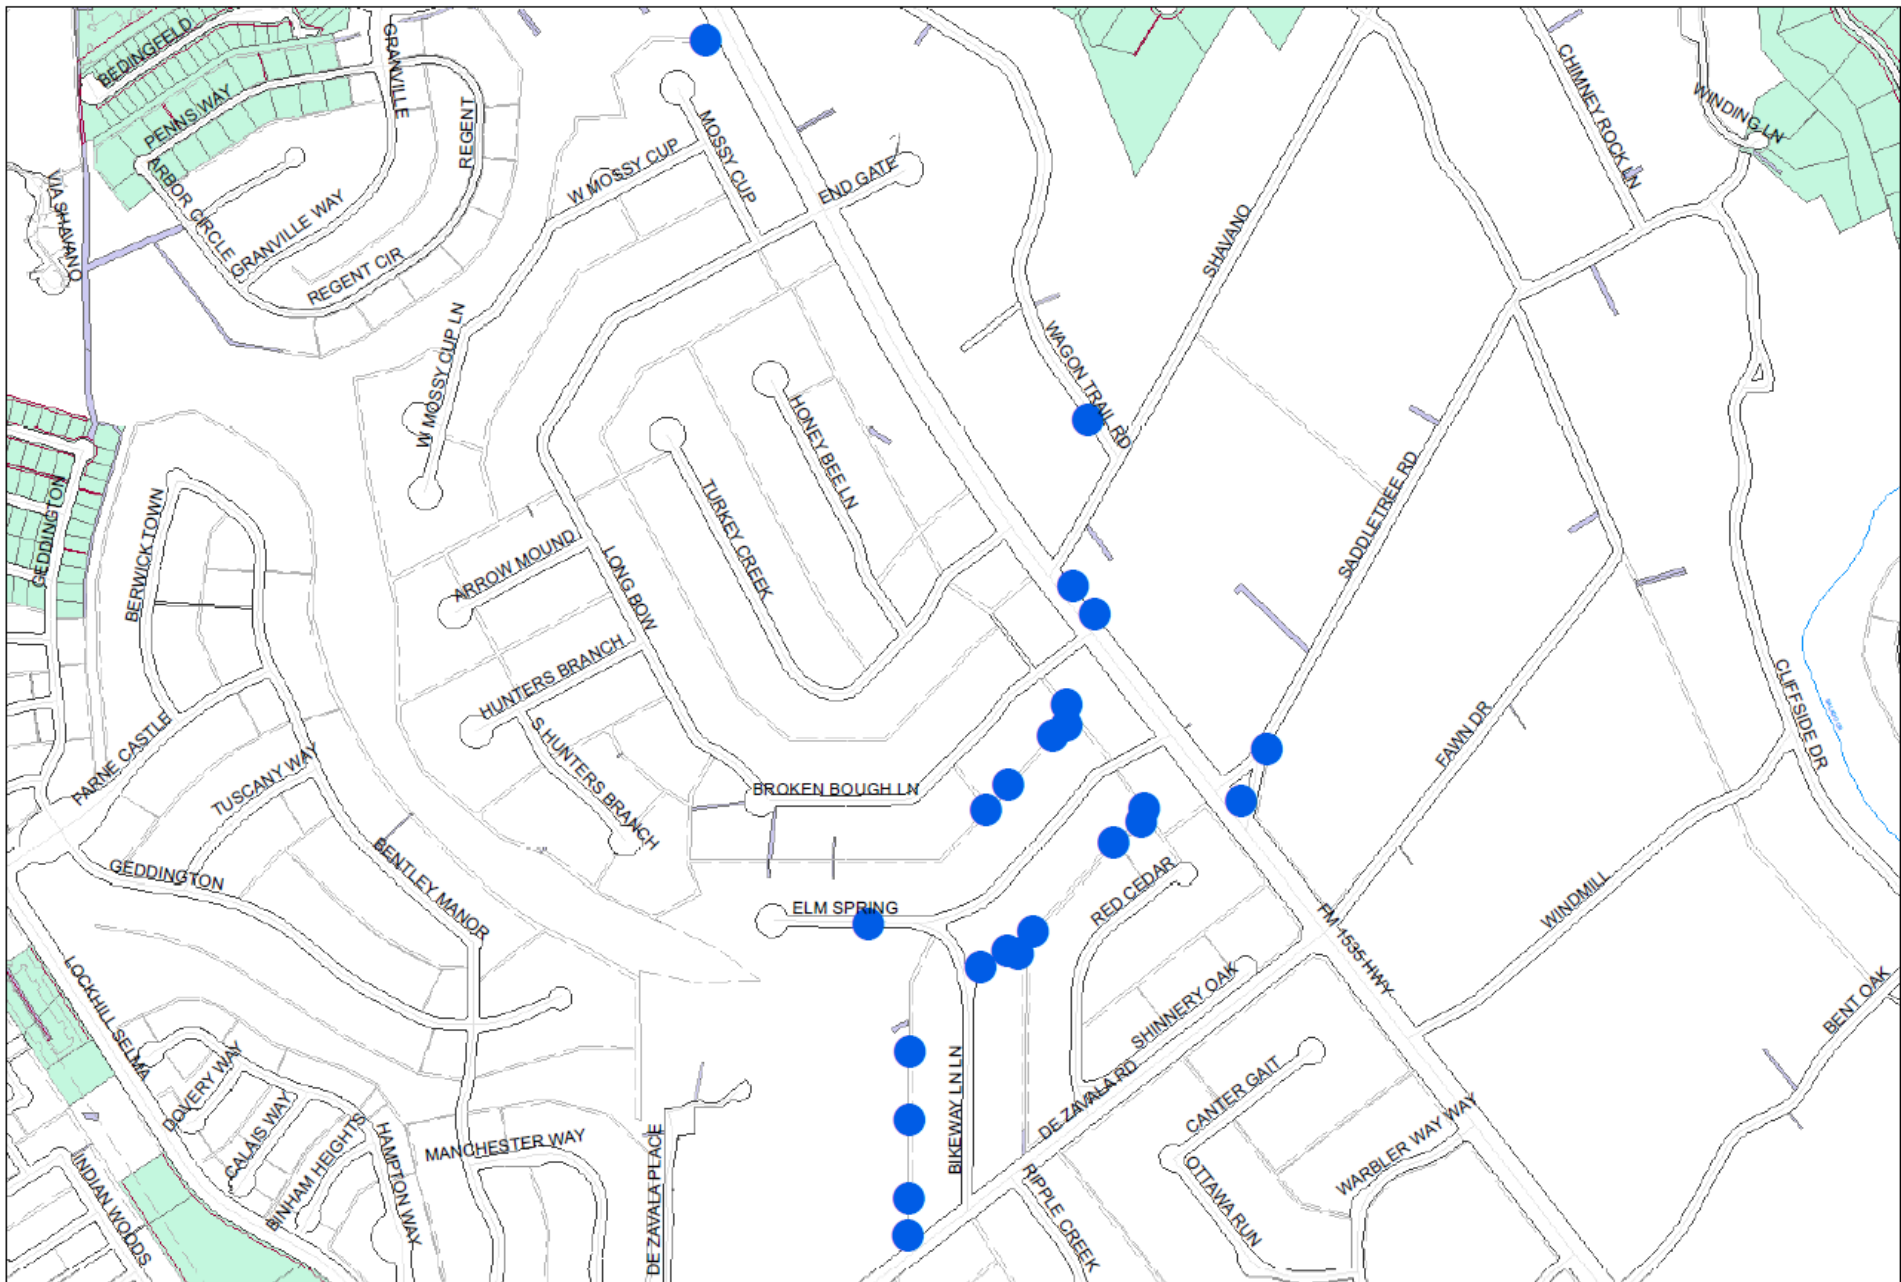 BEDINGFELD
GRANVILLE
PENNS WAY
REGENT
ARBOR CIRCLE
VIA SHAVANO
GRANVILLE WAY
REGENT CIR
W MOSSY CUP
MOSSY CUP
END GATE
CHIMNEY ROCK LN
WINDING LN
SHAVANO
WAGON TRAIL RD
W MOSSY CUP LN
HONEY BEE LN
TURKEY CREEK
SADDLETREE RD
GEDDINGTON
BERWICK TOWN
ARROW MOUND
LONG BOW
HUNTERS BRANCH
S HUNTERS BRANCH
FARNE CASTLE
TUSCANY WAY
BROKEN BOUGH LN
FAWN DR
CLIFFSIDE DR
GEDDINGTON
BENTLEY MANOR
ELM SPRING
RED CEDAR
WINDMILL
FM 1535 HWY
LOCKHILL SELMA
SHINNERY OAK
BENT OAK
DOVERY WAY
CALAIS WAY
BINHAM HEIGHTS
HAMPTON WAY
MANCHESTER WAY
DE ZAVALA PLACE
BIKEWAY LN LN
DE ZAVALA RD
CANTER GAIT
WARBLER WAY WAY
INDIAN WOODS
RIPPLE CREEK
OTTAWA RUN